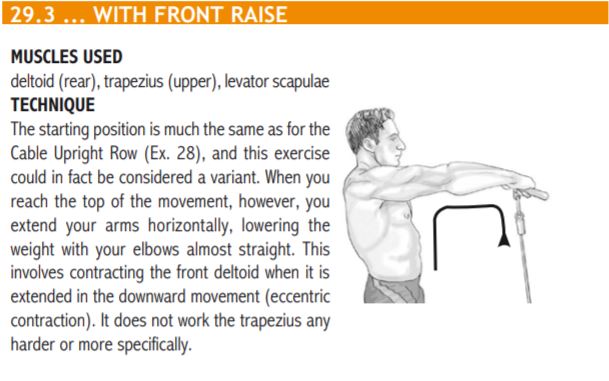 29.3 ... WITH FRONT RAISE
MUSCLES USED
deltoid (rear), trapezius (upper), levator scapulae
TECHNIQUE
The starting position is much the same as for the
Cable Upright Row (Ex. 28), and this exercise
could in fact be considered a variant. When you
reach the top of the movement, however, you
extend your arms horizontally, lowering the
weight with your elbows almost straight. This
involves contracting the front deltoid when it is
extended in the downward movement (eccentric
contraction). It does not work the trapezius any
harder or more specifically.